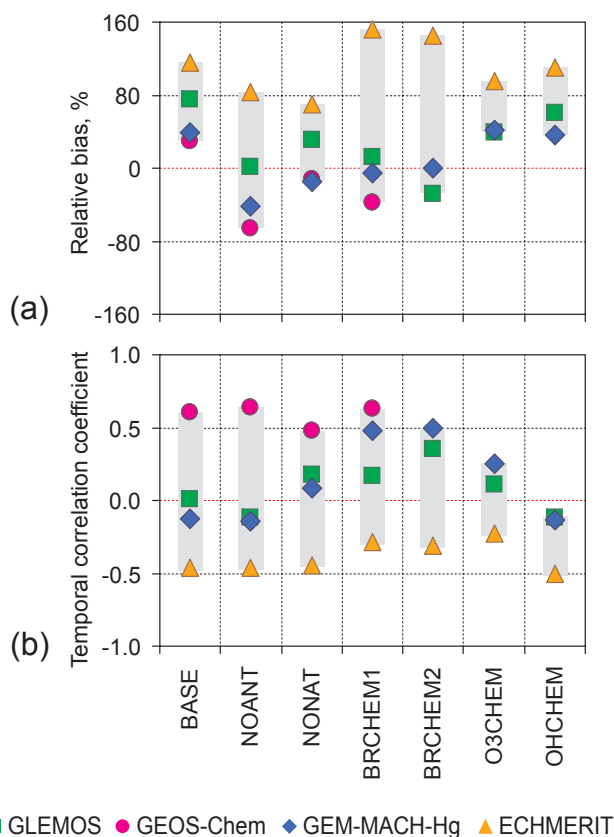 160
80
0
-80
-160
Relative bias, %
(a)
1.0
0.5
0.0
-0.5
-1.0
Temporal correlation coefficient
(b)
BASE
NOANT
NONAT
BRCHEM1
BRCHEM2
O3CHEM
OHCHEM
GLEMOS GEOS-Chem GEM-MACH-Hg ECHMERIT